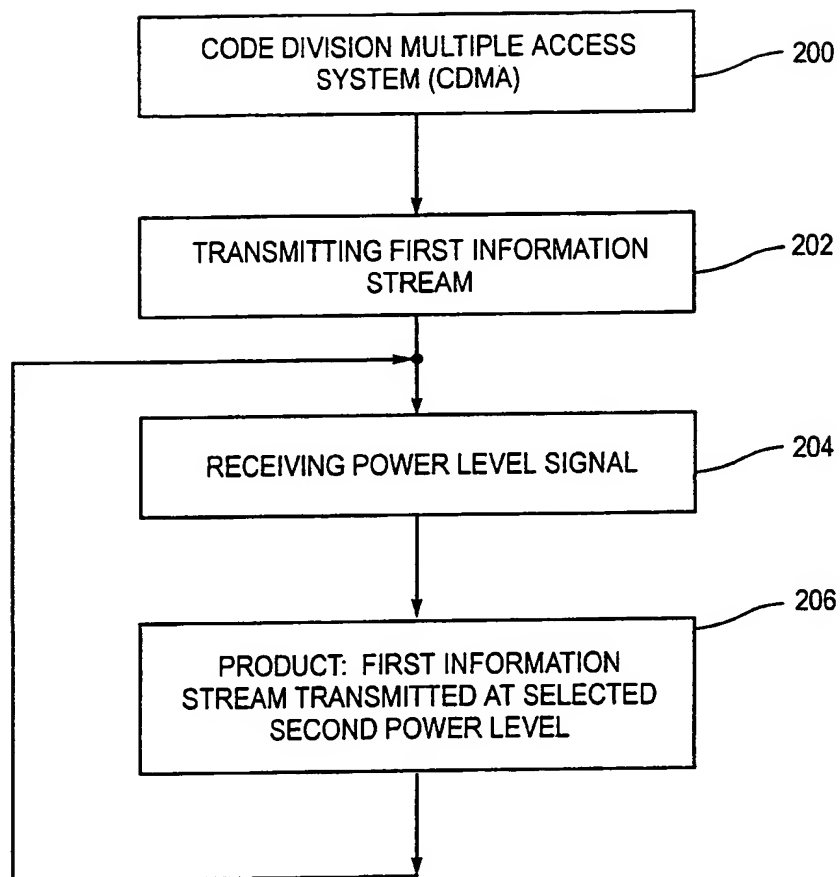 CODE DIVISION MULTIPLE ACCESS
SYSTEM (CDMA)
200
TRANSMITTING FIRST INFORMATION
STREAM
202
RECEIVING POWER LEVEL SIGNAL
204
206
PRODUCT: FIRST INFORMATION
STREAM TRANSMITTED AT SELECTED
SECOND POWER LEVEL